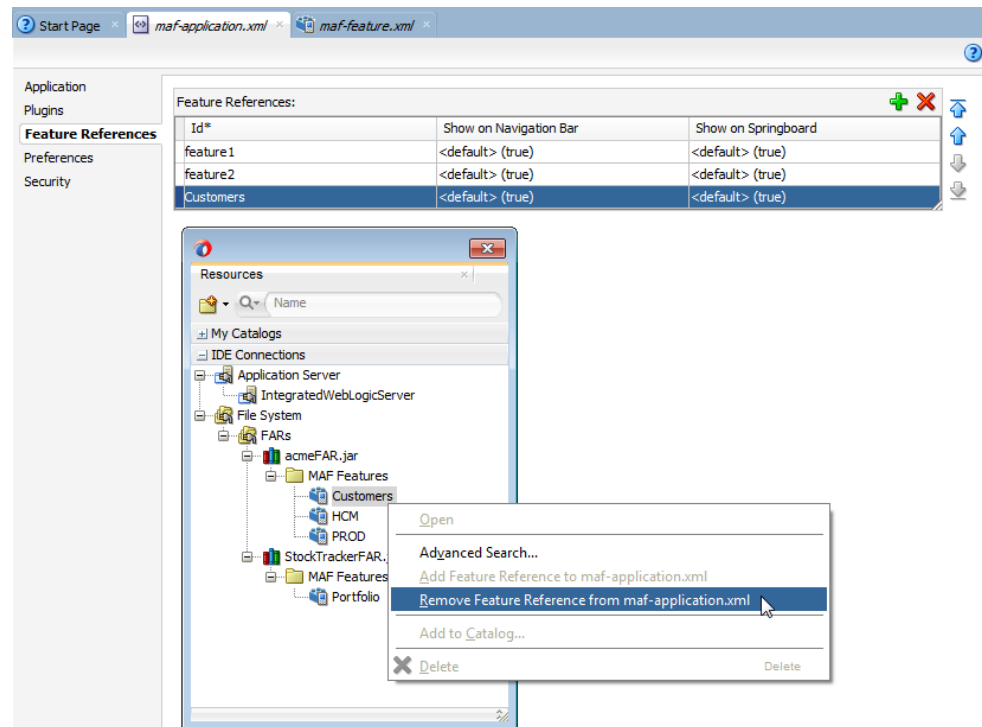 Start Page
maf-application.xml
maf-feature.xml
Application
Plugins
Feature References
Preferences
Security
Feature References:
Id* Show on Navigation Bar Show on Springboard
feature1 <default> (true) <default> (true)
feature2 <default> (true) <default> (true)
Customers <default> (true) <default> (true)
Resources
Name
My Catalogs
IDE Connections
Application Server
IntegratedWebLogicServer
File System
FARs
acmeFAR.jar
MAF Features
Customers
HCM
PROD
StockTrackerFAR.
MAF Features
Portfolio
Open
Advanced Search...
Add Feature Reference to maf-application.xml
Remove Feature Reference from maf-application.xml
Add to Catalog...
Delete Delete